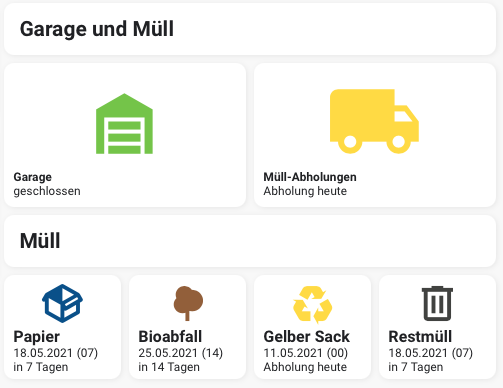 Garage und Müll
Garage
geschlossen
Müll-Abholungen
Abholung heute
Müll
Papier
18.05.2021 (07)
in 7 Tagen
Bioabfall
25.05.2021 (14)
in 14 Tagen
Gelber Sack
11.05.2021 (00)
Abholung heute
Restmüll
18.05.2021 (07)
in 7 Tagen